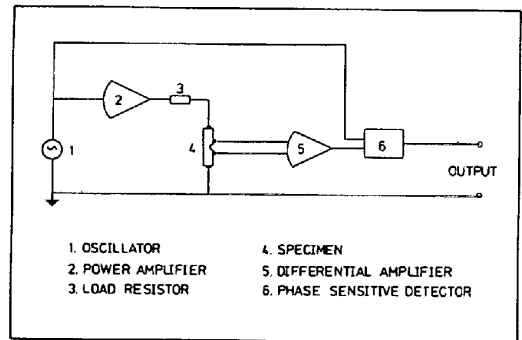 3
2
4
5
6
1
OUTPUT
1. OSCILLATOR
2. POWER AMPLIFIER
3. LOAD RESISTOR
4. SPECIMEN
5. DIFFERENTIAL AMPLIFIER
6. PHASE SENSITIVE DETECTOR